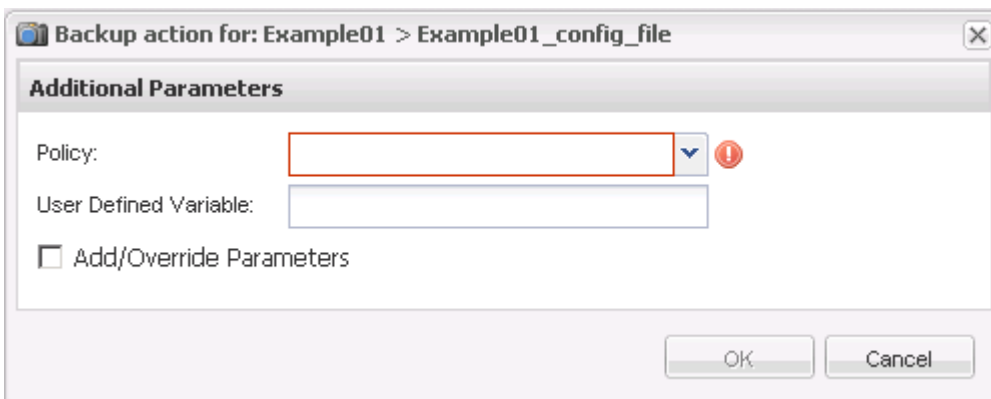 Backup action for: Example01 > Example01_config_file
Additional Parameters
Policy:
User Defined Variable:
Add/Override Parameters
OK
Cancel